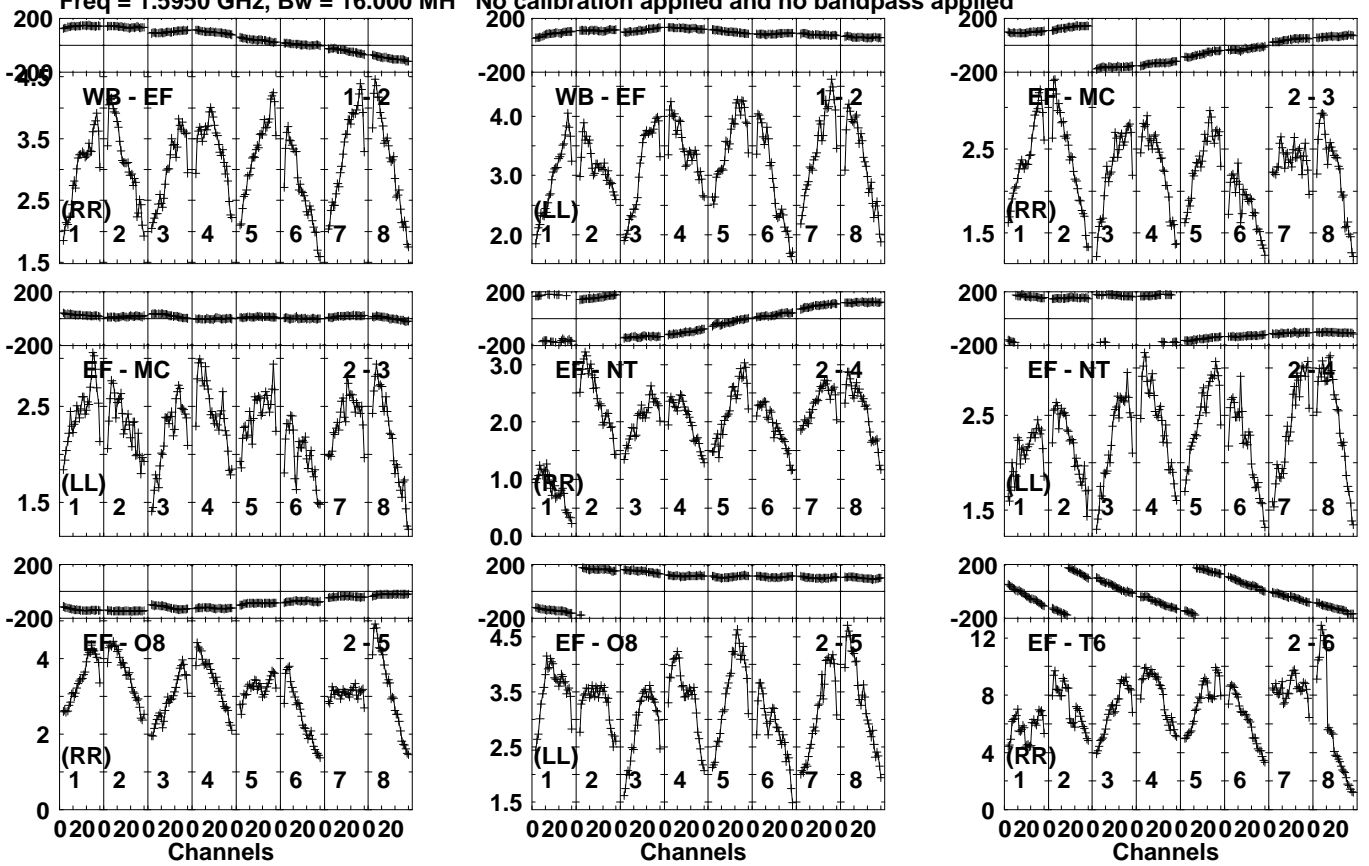 Freq = 1.5950 GHz, Bw = 16.000 MH No calibration applied and no bandpass applied
200 200 200
-200 -200 -200
4.5 WB - EF 1 - 2 WB - EF 1 - 2 EF - MC 2 - 3
4.0
3.5 2.5
3.0
2.5
(RR) (LL) (RR)
1 2 3 4 5 6 7 8 2.0 1 2 3 4 5 6 7 8 1.5 1 2 3 4 5 6 7 8
1.5
200 200 200
-200 -200 -200
EF - MC 2 - 3 3.0 EF - NT 2 - 4 EF - NT 2 - 4
2.5 2.0 2.5
(LL) 1.0 (RR) (LL)
1.5 1 2 3 4 5 6 7 8 1 2 3 4 5 6 7 8 1.5 1 2 3 4 5 6 7 8
0.0
200 200 200
-200 -200
EF - O8 2 - 5 4.5 EF - O8 2 - 5 12 EF - T6 2 - 6
4 3.5 8
2 2.5 4
(RR) (LL) (RR)
1 2 3 4 5 6 7 8 1 2 3 4 5 6 7 8 1 2 3 4 5 6 7 8
0 1.5 0
0 20 0 20 0 20 0 20 0 20 0 20 0 20 0 20 0 20 0 20 0 20 0 20 0 20 0 20 0 20 0 20 0 20 0 20 0 20 0 20 0 20 0 20 0 20 0 20
Channels Channels Channels